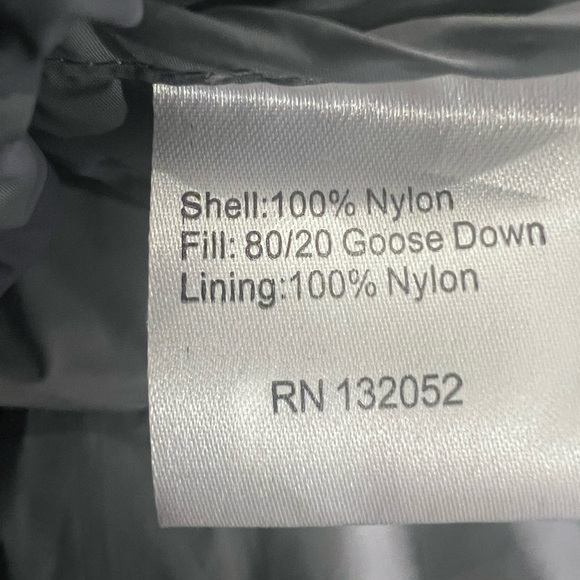 Shell:100% Nylon
Fill: 80/20 Goose Down
Lining:100% Nylon
RN 132052